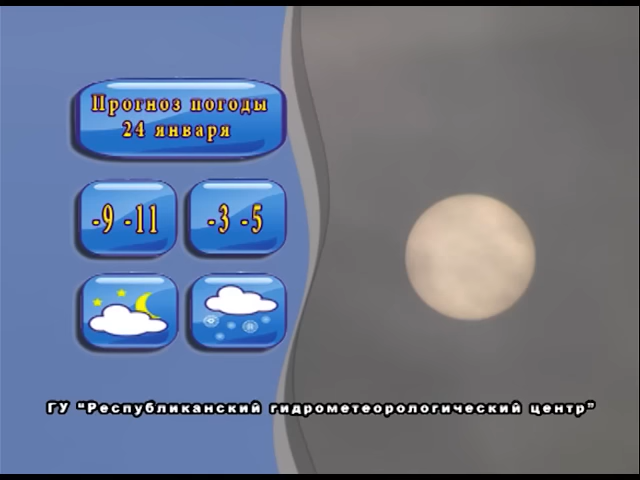 Прогноз погоды
24 января
-9 -11
-3 -5
ГУ “Республиканский гидрометеорологический центр”